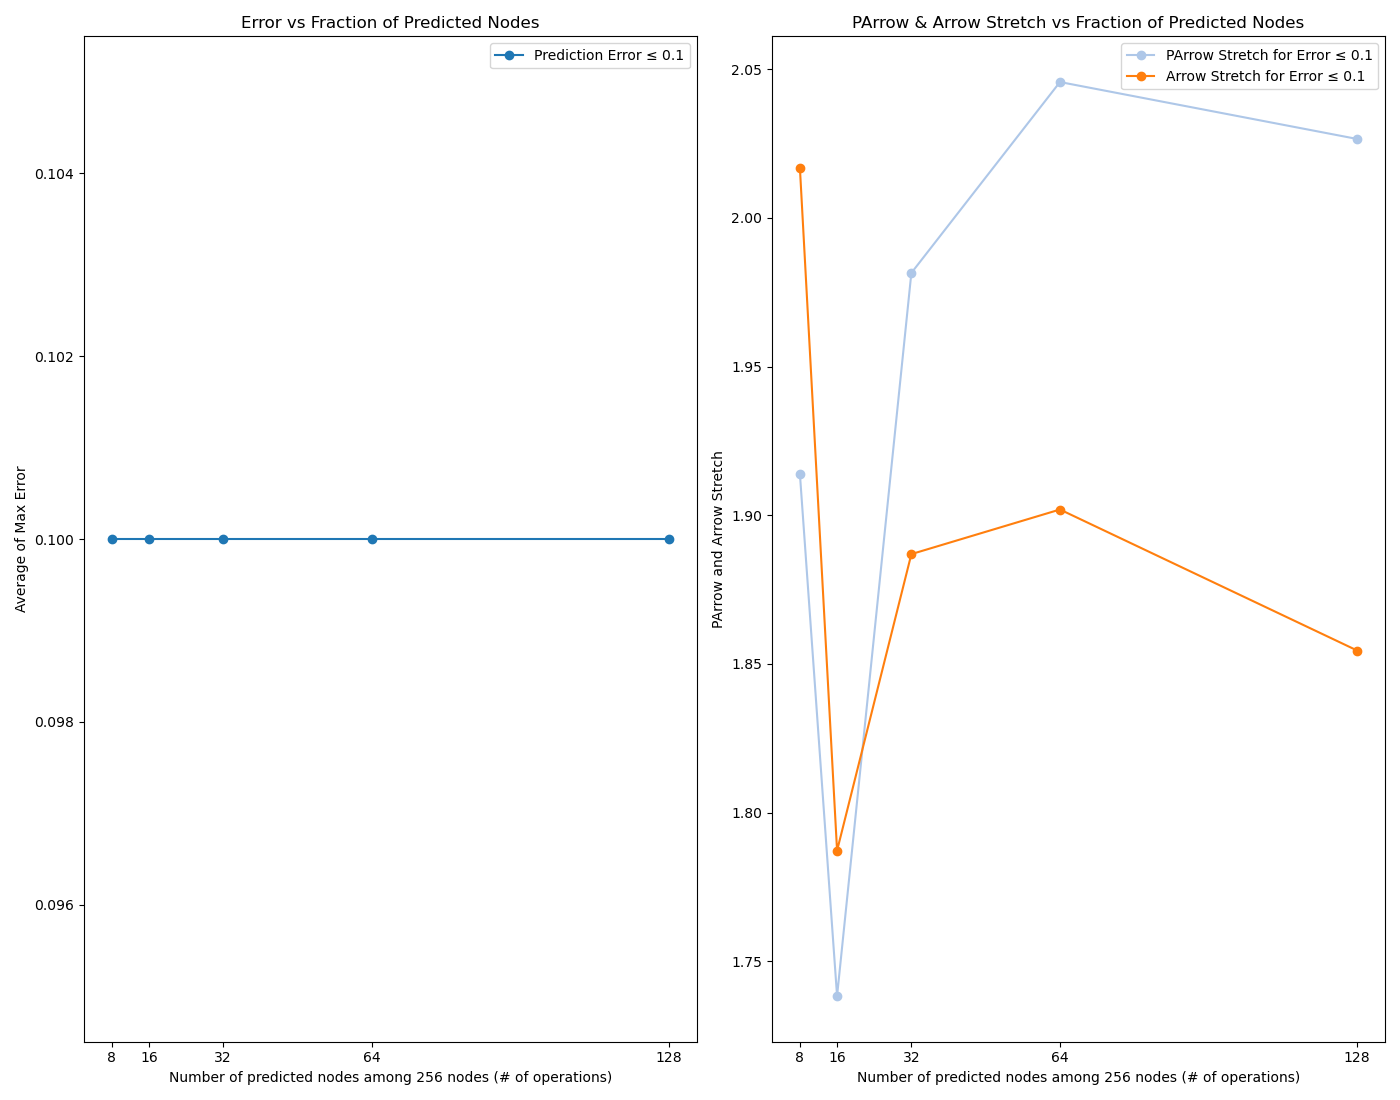 Error vs Fraction of Predicted Nodes
Prediction Error ≤ 0.1
0.104
0.102
0.100
0.098
0.096
Average of Max Error
8 16 32 64 128
Number of predicted nodes among 256 nodes (# of operations)
PArrow & Arrow Stretch vs Fraction of Predicted Nodes
PArrow Stretch for Error ≤ 0.1
Arrow Stretch for Error ≤ 0.1
2.05
2.00
1.95
1.90
1.85
1.80
1.75
PArrow and Arrow Stretch
8 16 32 64 128
Number of predicted nodes among 256 nodes (# of operations)